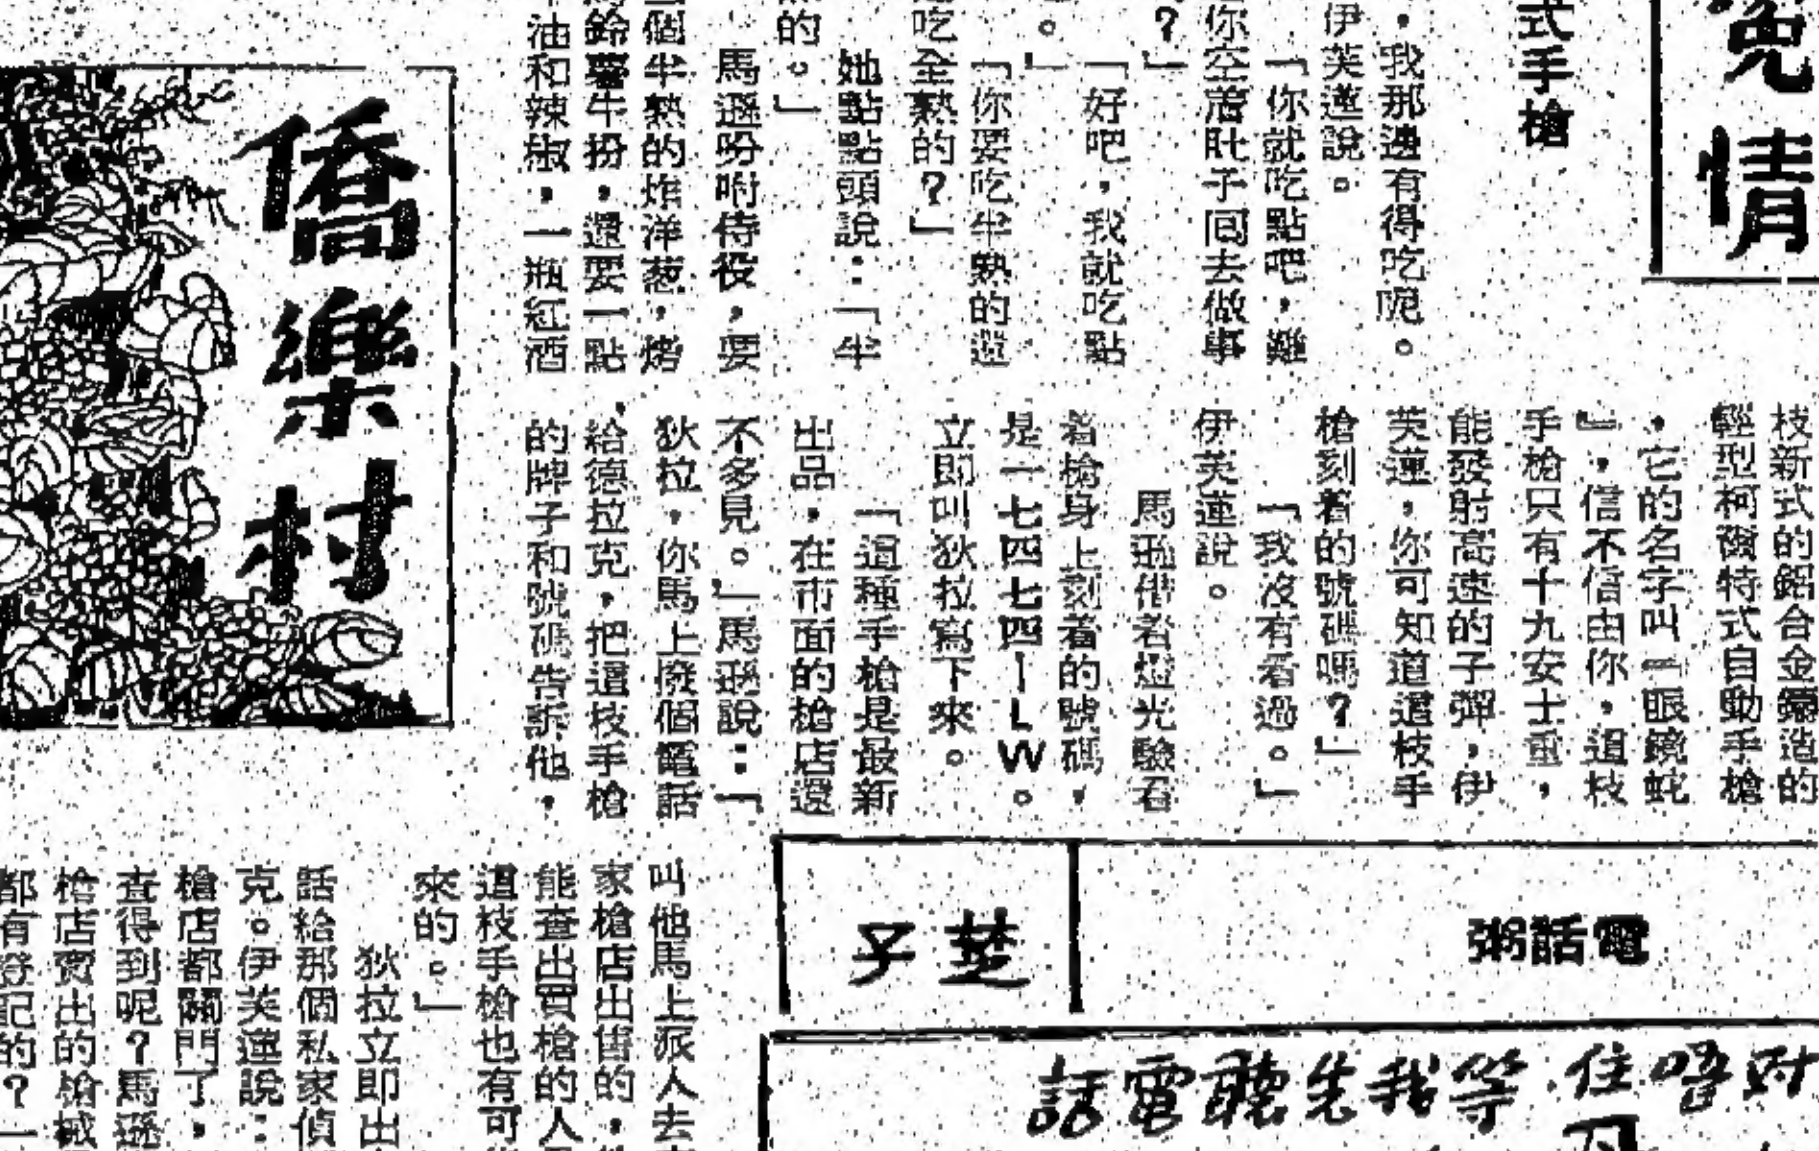 冤情
式手槍
，我那邊有得吃呢。
伊芙蓮說。
「你就吃點吧，難
你空着肚子回去做事
？」
「好吧，我就吃點
。」
「你要吃半熟的還
吃全熟的？」
她點點頭說：「半
的。」
馬遜吩咐侍役，要
個半熟的炸洋葱，烤
馬鈴薯牛扮，還要一點
牛油和辣椒，一瓶紅酒
枝新式的鋁合金鑄造的
輕型柯爾特式自動手槍
，它的名字叫『眼鏡蛇
』，信不信由你，這枝
手槍只有十九安士重，
能發射高速的子彈，伊
芙蓮，你可知道這枝手
槍刻着的號碼嗎？」
「我沒有看過。」
伊芙蓮說。
馬遜借着燈光驗看
着槍身上刻着的號碼，
是一七四七四—LW。
立即叫狄拉寫下來。
「這種手槍是最新
出品，在市面的槍店還
不多見。」馬遜說：「
狄拉，你馬上撥個電話
給德拉克，把這枝手槍
的牌子和號碼告訴他，
叫他馬上派人去
家槍店出售的，
能查出買槍的人
這枝手槍也有可
來的。」
狄拉立即出
話給那個私家偵
克。伊芙蓮說：
槍店都關門了，
查得到呢？馬遜
槍店賣出的槍械
都有登記的？
僑樂村
電話粥
楚子
對
唔
住
等我先聽電話